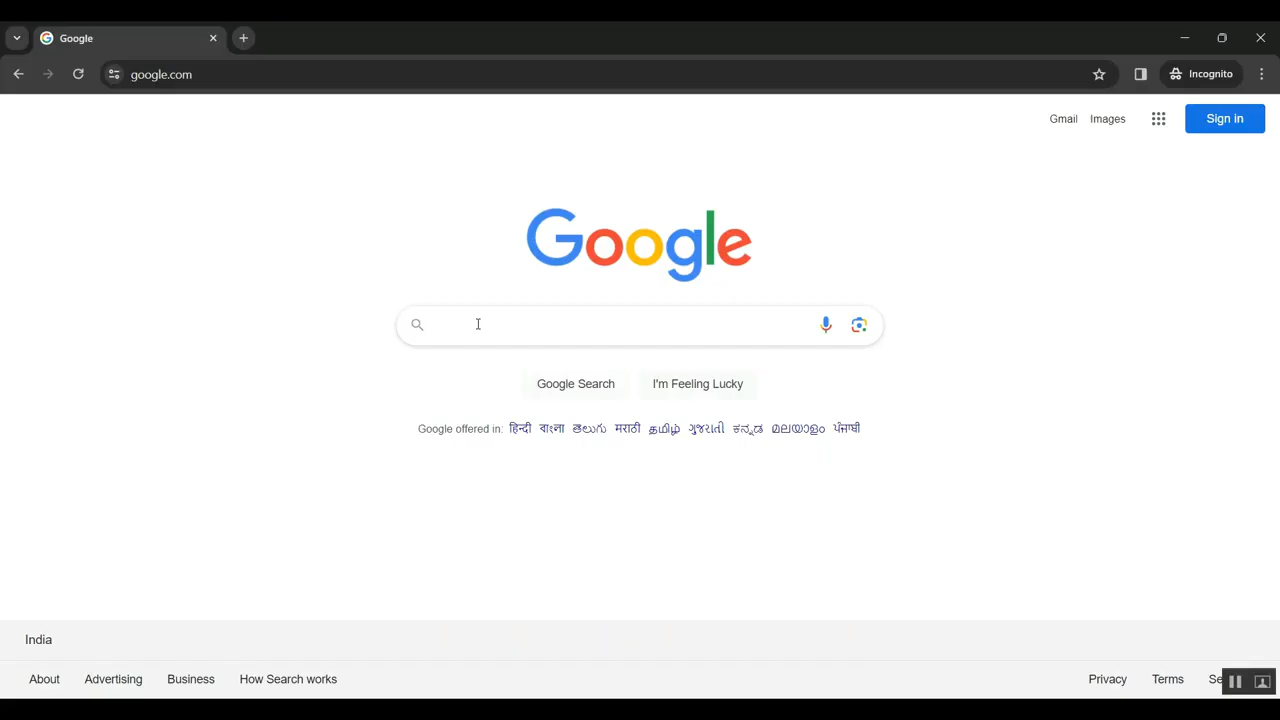 Google
google.com
Incognito
Gmail Images Sign in
Google
Google Search I'm Feeling Lucky
Google offered in: हिन्दी বাংলা తెలుగు मराठी தமிழ் ગુજરાતી ಕನ್ನಡ മലയാളം ਪੰਜਾਬੀ
India
About Advertising Business How Search works Privacy Terms Se